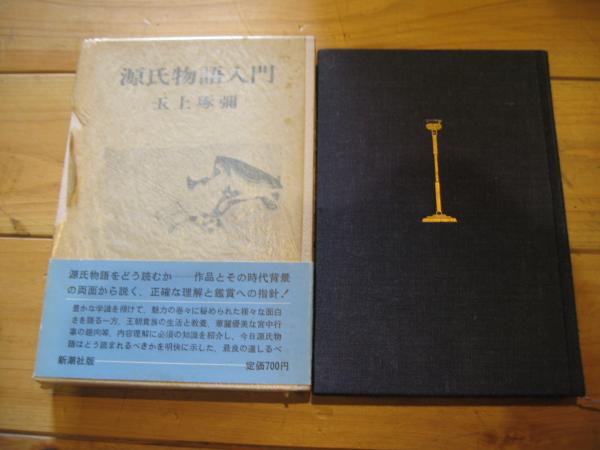 源氏物語入門
玉上琢彌
源氏物語をどう読むか──作品とその時代背景
の両面から説く、正確な理解と鑑賞への指針！
豊かな学識を傾けて、魅力の巻々に秘められた様々な面白
さを語る一方、王朝貴族の生活と教養、華麗優美な宮中行
事の趣向等、内容理解に必須の知識を紹介し、今日源氏物
語はどう読まれるべきかを明快に示した、最良の道しるべ
新潮社版
定価700円